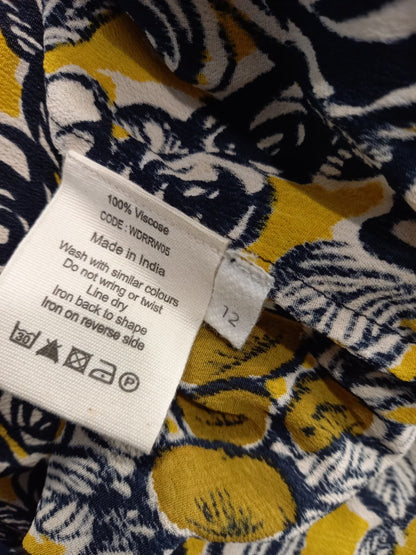 100% Viscose
CODE: WDRRW05
Made in India
Wash with similar colours
Do not wring or twist
Line dry
Iron back to shape
Iron on reverse side
30 P
12